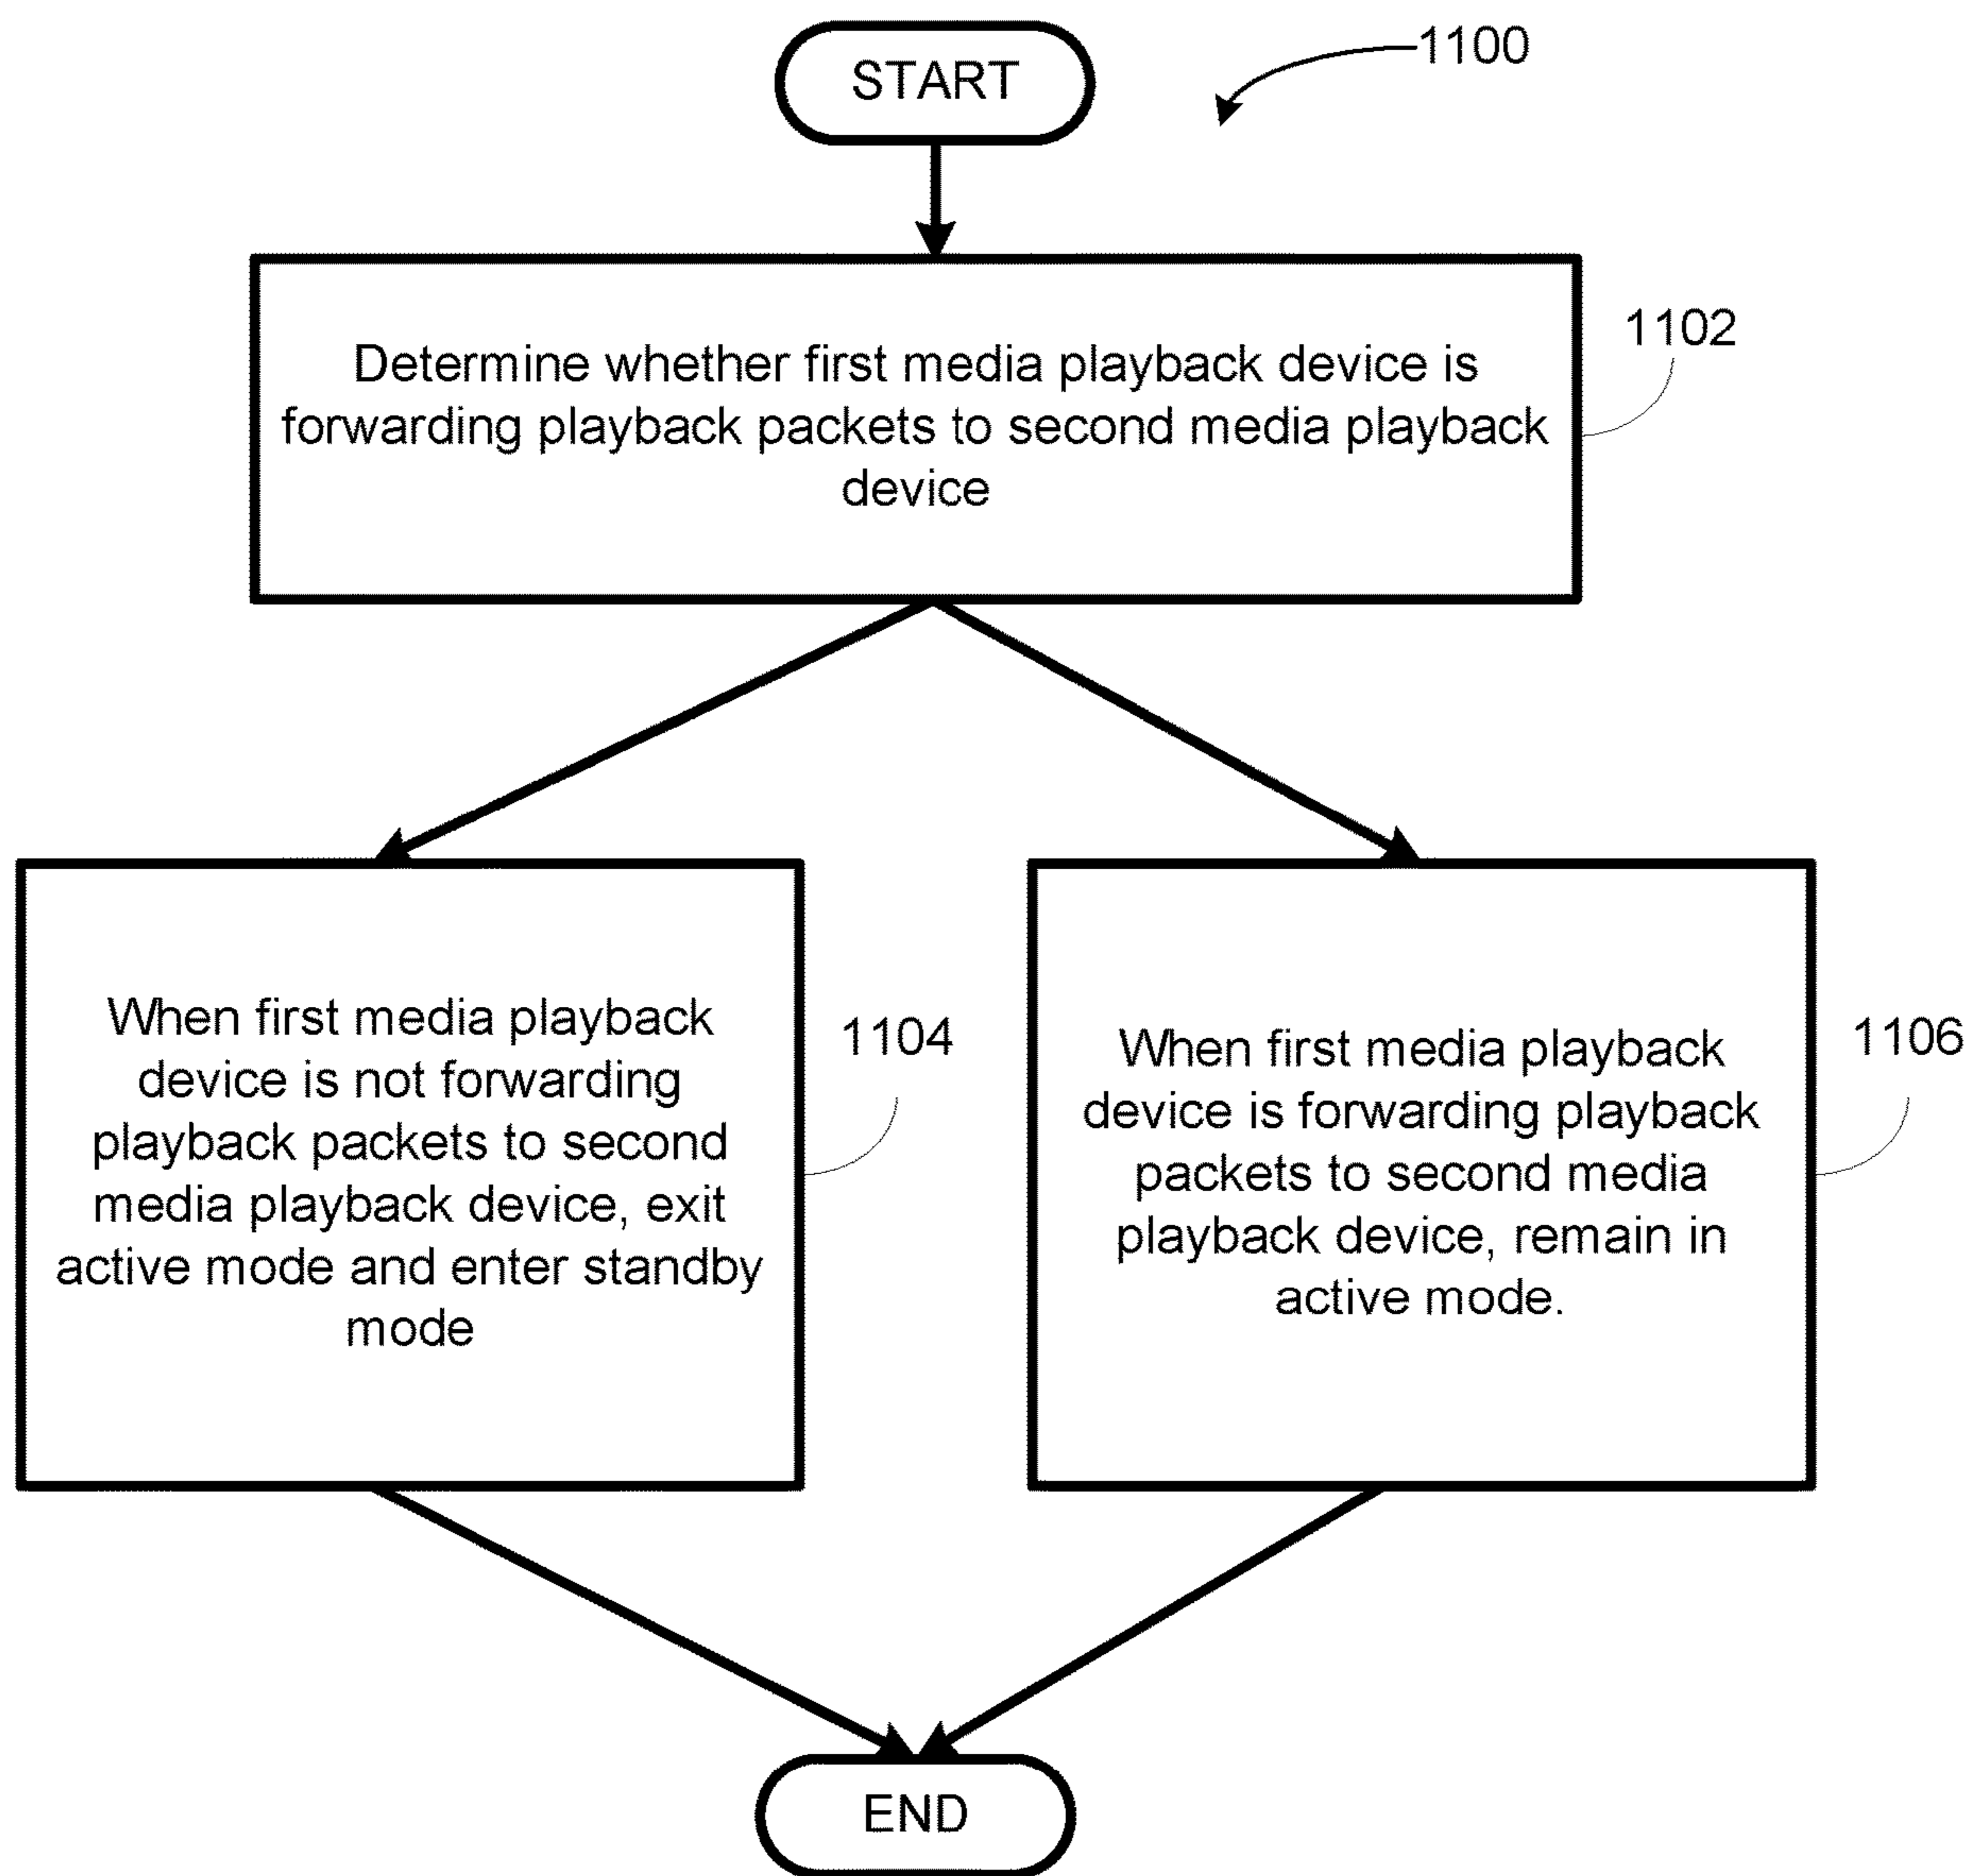 START
1100
Determine whether first media playback device is
forwarding playback packets to second media playback
device
1102
When first media playback
device is not forwarding
playback packets to second
media playback device, exit
active mode and enter standby
mode
1104
When first media playback
device is forwarding playback
packets to second media
playback device, remain in
active mode.
1106
END